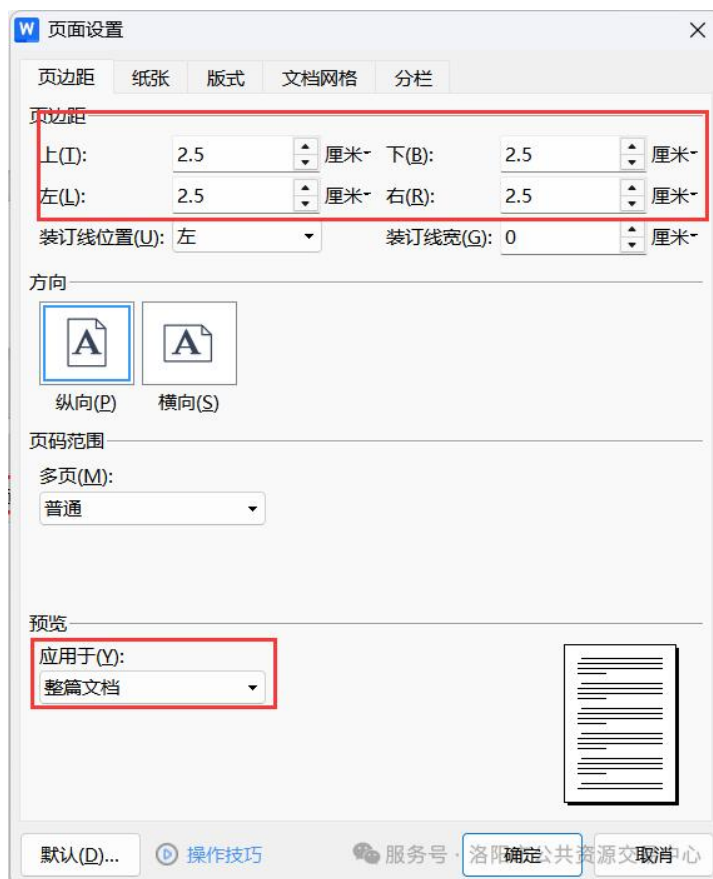 W 页面设置
页边距 纸张 版式 文档网格 分栏
页边距
上(T): 2.5 厘米 下(B): 2.5 厘米
左(L): 2.5 厘米 右(R): 2.5 厘米
装订线位置(U): 左 装订线宽(G): 0 厘米
方向
A A
纵向(P) 横向(S)
页码范围
多页(M):
普通
预览
应用于(Y):
整篇文档
默认(D)... 操作技巧 确定 取消
服务号 · 洛阳市公共资源交易中心